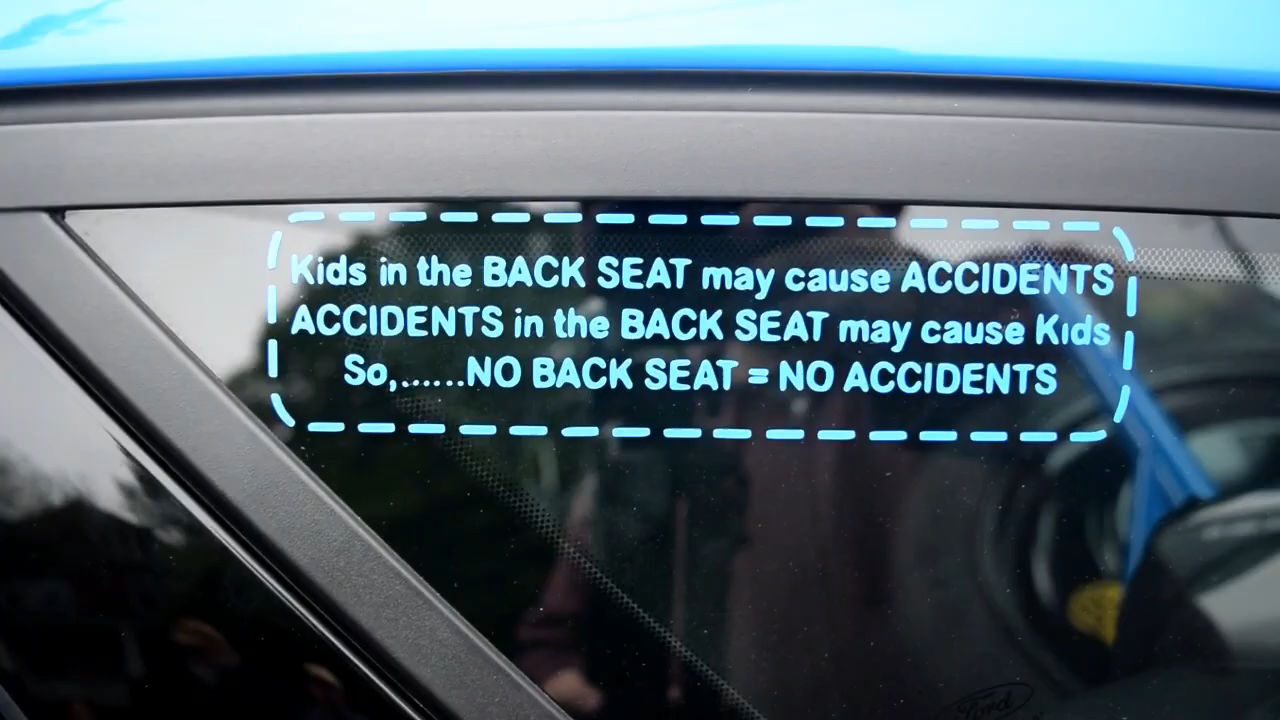 Kids in the BACK SEAT may cause ACCIDENTS
ACCIDENTS in the BACK SEAT may cause Kids
So,......NO BACK SEAT = NO ACCIDENTS
Ford